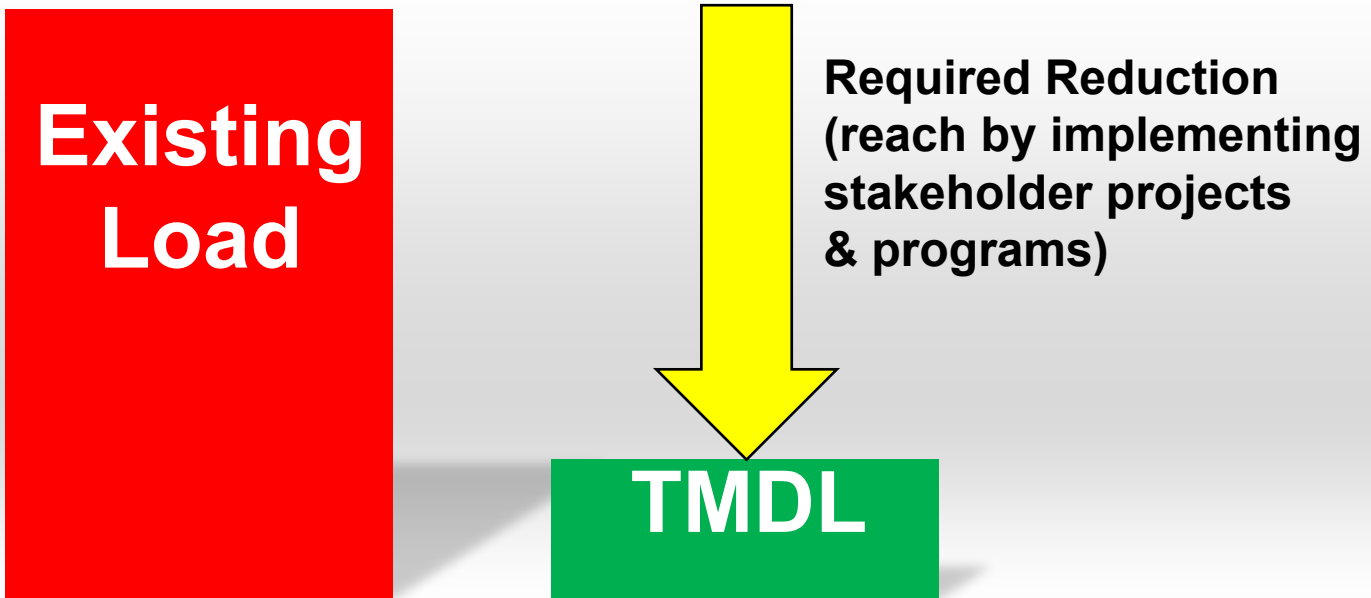 Existing
Load
Required Reduction
(reach by implementing
stakeholder projects
& programs)
TMDL